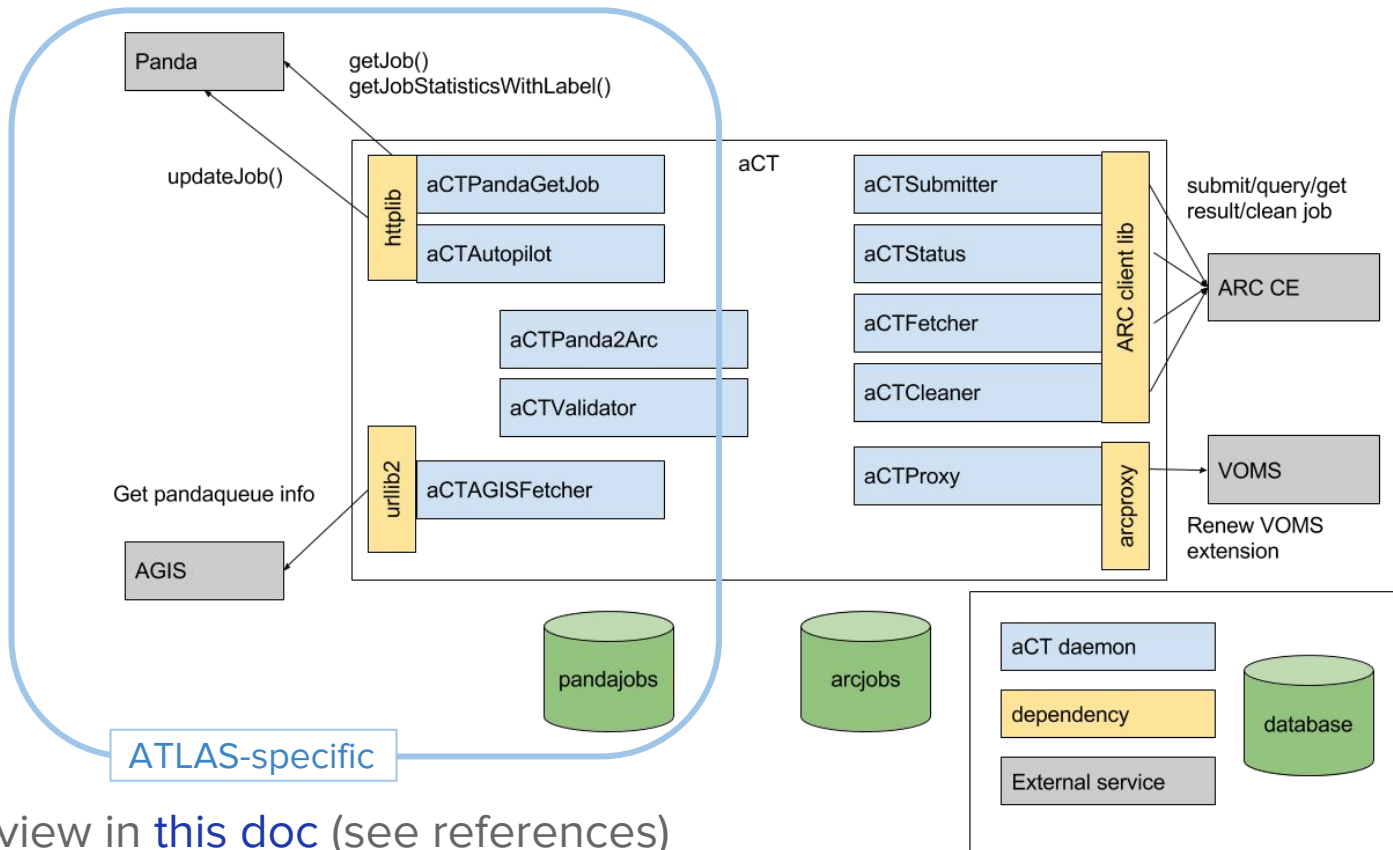 Panda
getJob()
getJobStatisticsWithLabel()
updateJob()
aCT
httplib
aCTPandaGetJob
aCTAutopilot
aCTPanda2Arc
aCTValidator
urllib2
aCTAGISFetcher
Get pandaqueue info
AGIS
aCTSubmitter
aCTStatus
aCTFetcher
aCTCleaner
ARC client lib
submit/query/get
result/clean job
ARC CE
aCTProxy
arcproxy
VOMS
Renew VOMS
extension
pandajobs
arcjobs
ATLAS-specific
aCT daemon
dependency
External service
database
view in this doc (see references)